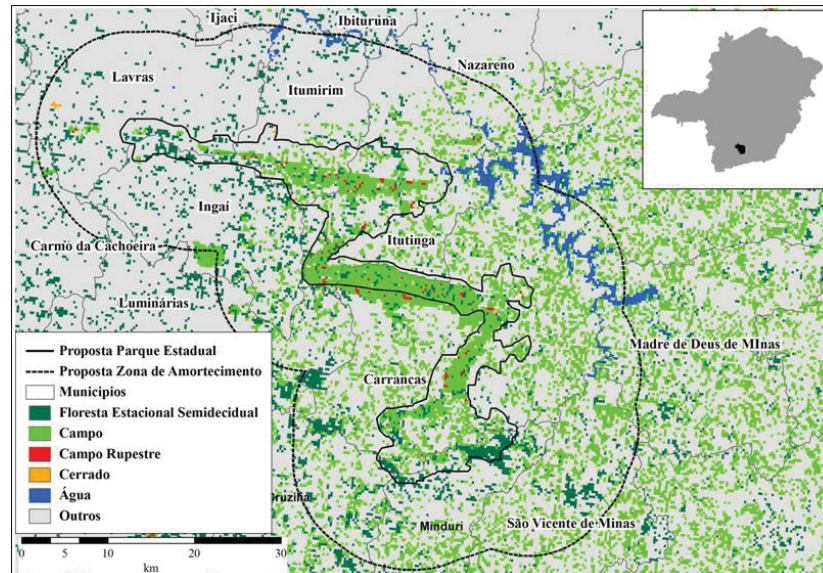 Ijaci
Ibituruna
Nazareno
Lavras
Itumirim
Ingaí
Itutinga
Carmo da Cachoeira
Luminárias
Madre de Deus de MInas
Carrancas
Proposta Parque Estadual
Proposta Zona de Amortecimento
Municipios
Floresta Estacional Semidecidual
Campo
Campo Rupestre
Cerrado
Água
Outros
Minduri
São Vicente de Minas
0 5 10 20 30
km